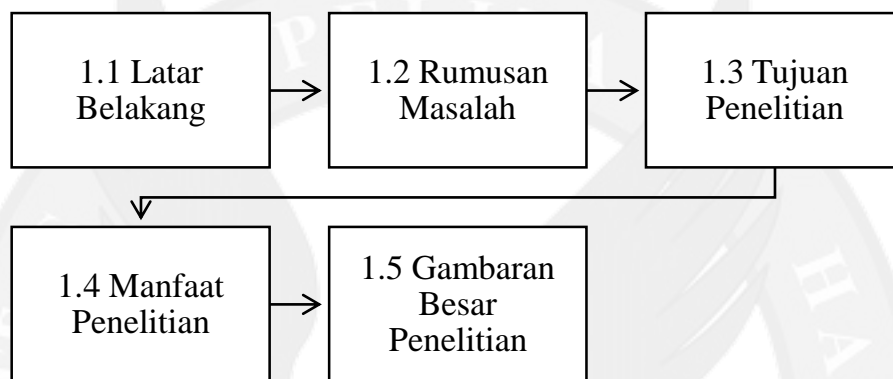 1.1 Latar
Belakang
1.2 Rumusan
Masalah
1.3 Tujuan
Penelitian
1.4 Manfaat
Penelitian
1.5 Gambaran
Besar
Penelitian